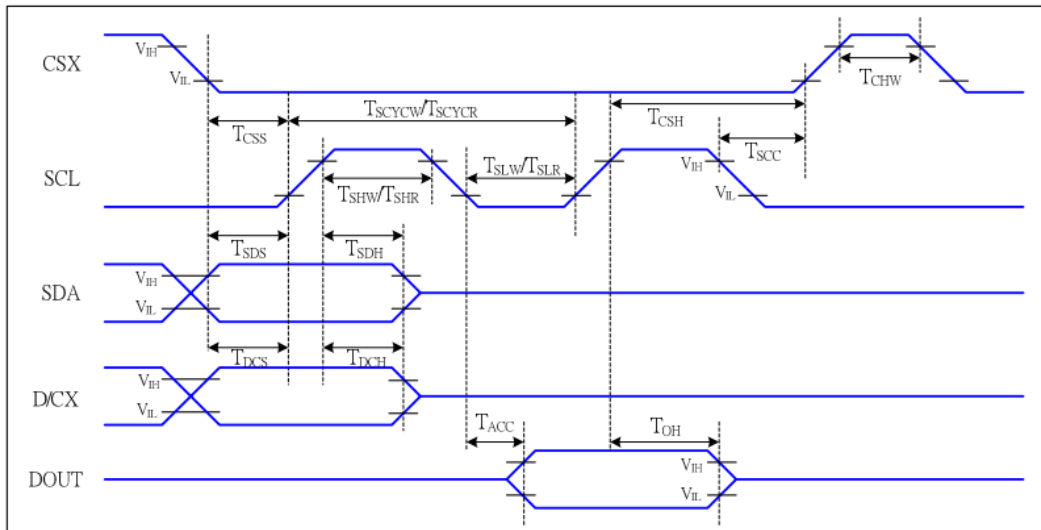 CSX
VIH
VIL
TCHW
TCSS
TSCYCW/TSCYCR
TCSH
TSCC
SCL
TSHW/TSHR
TSLW/TSLR
VIH
VIL
TSDS
TSDH
SDA
VIH
VIL
TDCS
TDCH
D/CX
VIH
VIL
TACC
TOH
DOUT
VIH
VIL